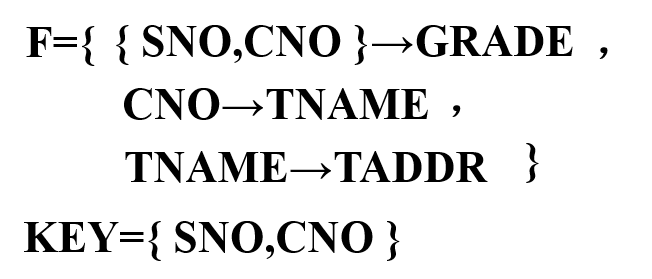 F={ { SNO,CNO }→GRADE ，
CNO→TNAME ，
TNAME→TADDR }
KEY={ SNO,CNO }